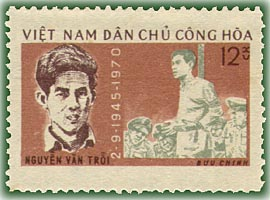 VIỆT NAM DÂN CHỦ CỘNG HÒA
12 XU
2-9-1945-1970
NGUYỄN VĂN TRỖI
BƯU CHÍNH